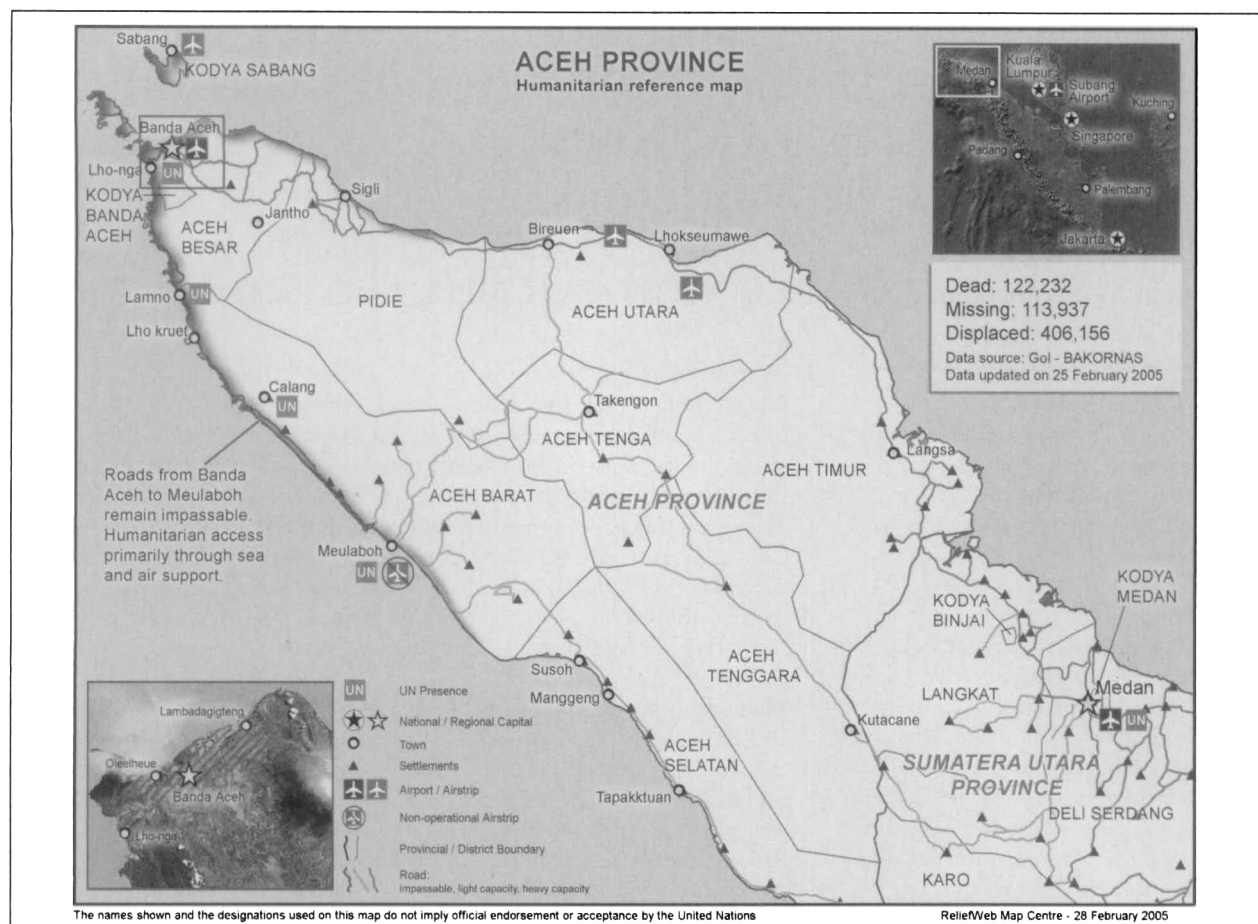 Sabang
KODYA SABANG
ACEH PROVINCE
Humanitarian reference map
Medan
Kuala
Lumpur
Subang
Airport
Kuching
Singapore
Padang
Palembang
Jakarta
Banda Aceh
Lho-nga
UN
KODYA
BANDA
ACEH
ACEH
BESAR
Jantho
Sigli
Bireuen
Lhokseumawe
Lamno
UN
PIDIE
ACEH UTARA
Lho kruet
Dead: 122,232
Missing: 113,937
Displaced: 406,156
Data source: GoI - BAKORNAS
Data updated on 25 February 2005
Calang
UN
Takengon
ACEH TENGA
ACEH TIMUR
Langsa
Roads from Banda
Aceh to Meulaboh
remain impassable.
Humanitarian access
primarily through sea
and air support.
ACEH BARAT
ACEH PROVINCE
Meulaboh
UN
KODYA
MEDAN
KODYA
BINJAI
Susoh
Manggeng
ACEH
TENGGARA
LANGKAT
Medan
UN
Kutacane
ACEH
SELATAN
SUMATERA UTARA
PROVINCE
Tapakktuan
DELI SERDANG
KARO
Lambadagigteng
Oleelheue
Banda Aceh
Lho-nga
UN
UN Presence
National / Regional Capital
Town
Settlements
Airport / Airstrip
Non-operational Airstrip
Provincial / District Boundary
Road:
impassable, light capacity, heavy capacity
The names shown and the designations used on this map do not imply official endorsement or acceptance by the United Nations
ReliefWeb Map Centre - 28 February 2005